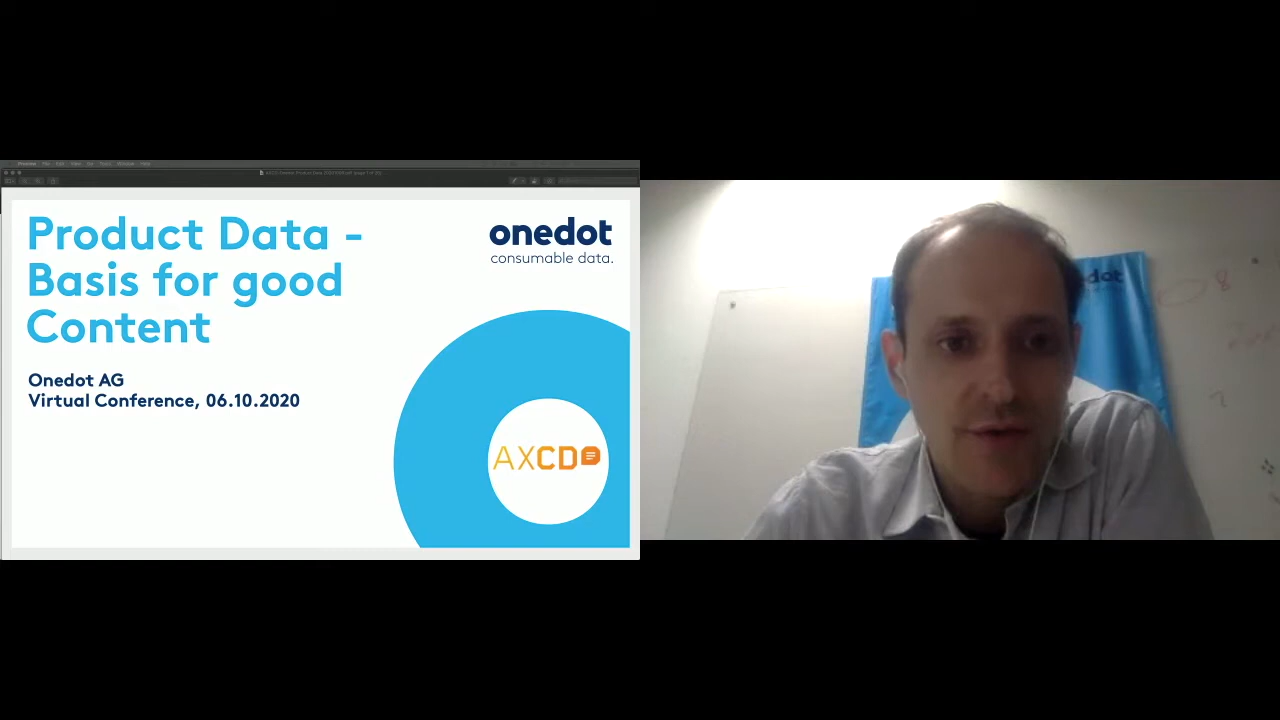 Product Data -
Basis for good
Content
onedot
consumable data.
Onedot AG
Virtual Conference, 06.10.2020
AXCD